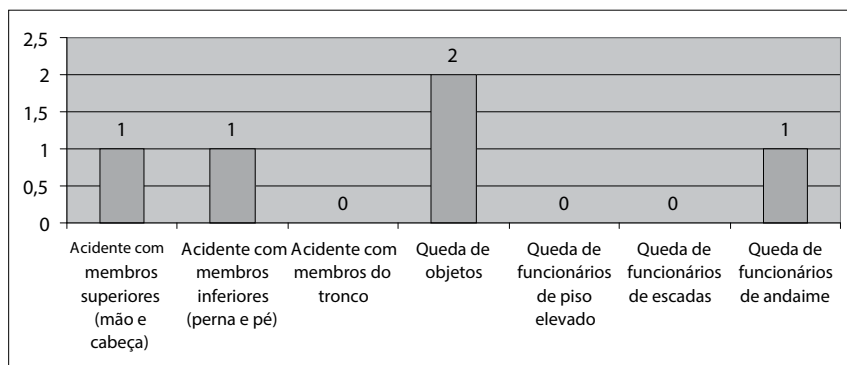 2,5
2
1,5
1
0,5
0
1
1
0
2
0
0
1
Acidente com
membros
superiores
(mão e
cabeça)
Acidente com
membros
inferiores
(perna e pé)
Acidente com
membros do
tronco
Queda de
objetos
Queda de
funcionários
de piso
elevado
Queda de
funcionários
de escadas
Queda de
funcionários
de andaime